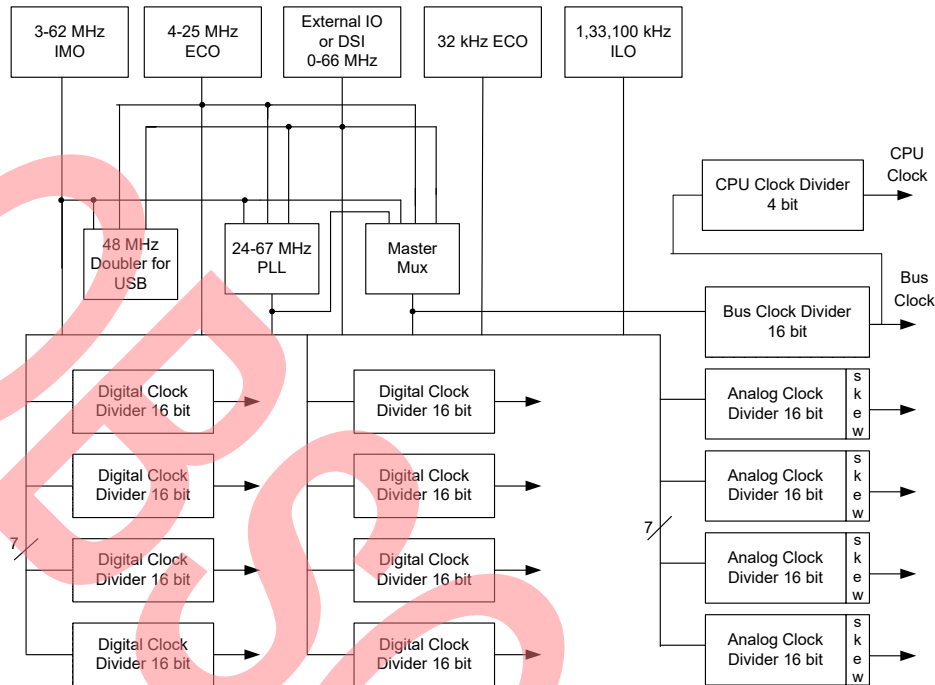 3-62 MHz
IMO
4-25 MHz
ECO
External IO
or DSI
0-66 MHz
32 kHz ECO
1,33,100 kHz
ILO
CPU
Clock
CPU Clock Divider
4 bit
48 MHz
Doubler for
USB
24-67 MHz
PLL
Master
Mux
Bus
Clock
Bus Clock Divider
16 bit
Digital Clock
Divider 16 bit
Digital Clock
Divider 16 bit
Analog Clock
Divider 16 bit
s
k
e
w
Digital Clock
Divider 16 bit
Digital Clock
Divider 16 bit
Analog Clock
Divider 16 bit
s
k
e
w
7
7
Digital Clock
Divider 16 bit
Digital Clock
Divider 16 bit
Analog Clock
Divider 16 bit
s
k
e
w
Digital Clock
Divider 16 bit
Digital Clock
Divider 16 bit
Analog Clock
Divider 16 bit
s
k
e
w